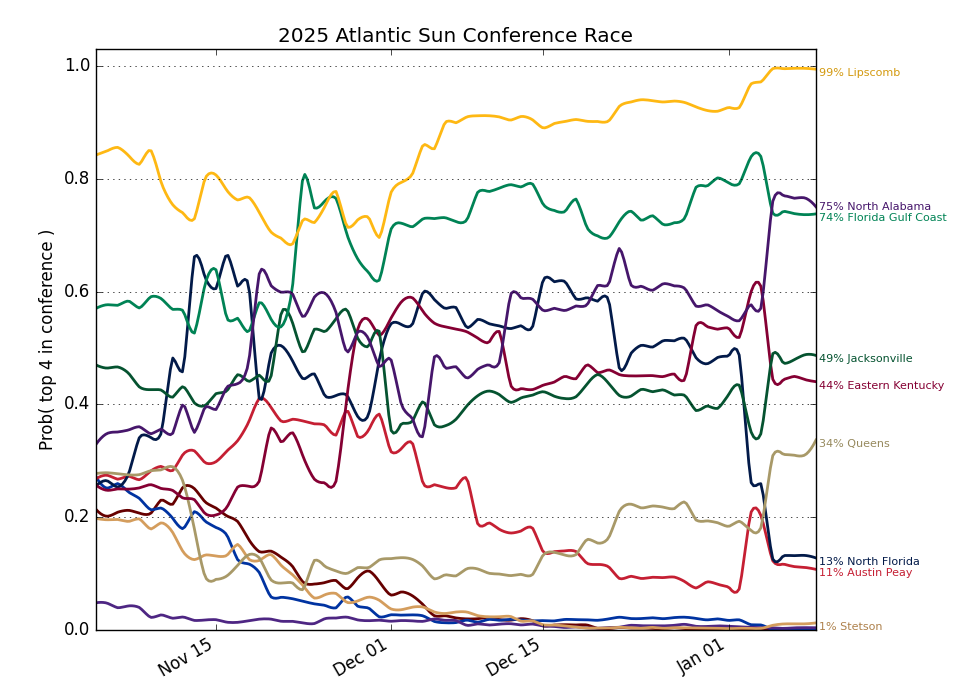 2025 Atlantic Sun Conference Race
Prob( top 4 in conference )
1.0
0.8
0.6
0.4
0.2
0.0
Nov 15
Dec 01
Dec 15
Jan 01
99% Lipscomb
75% North Alabama
74% Florida Gulf Coast
49% Jacksonville
44% Eastern Kentucky
34% Queens
13% North Florida
11% Austin Peay
1% Stetson